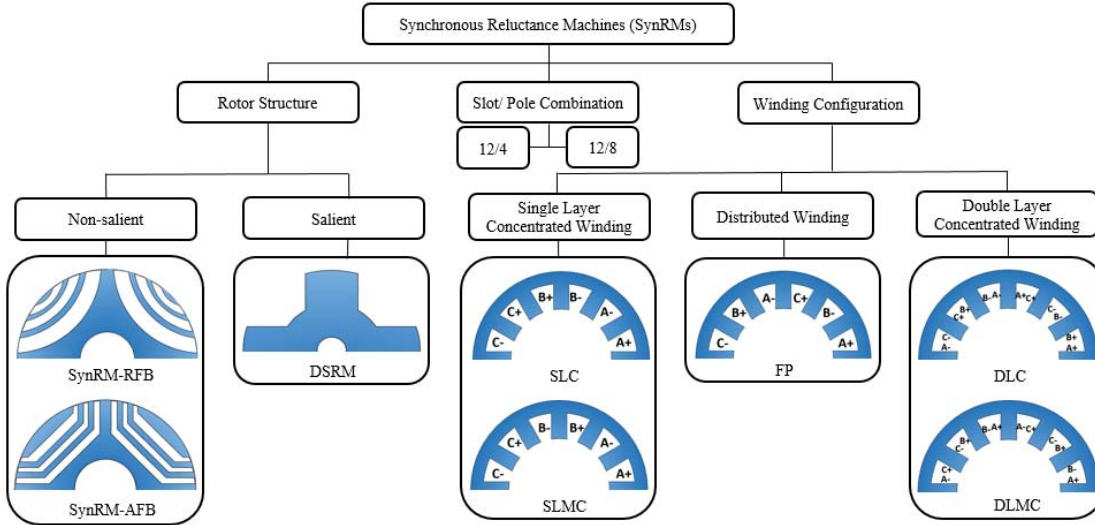 Synchronous Reluctance Machines (SynRMs)
Rotor Structure
Slot/ Pole Combination
Winding Configuration
12/4
12/8
Non-salient
Salient
Single Layer
Concentrated Winding
Distributed Winding
Double Layer
Concentrated Winding
SynRM-RFB
SynRM-AFB
DSRM
C- C+ B+ B- A- A+
SLC
C- C+ B- B+ A- A+
SLMC
C- B+ A- C+ B- A+
FP
B- A- A+ C+
B+ C-
C+ B-
C- B+
A- A+
DLC
B- A+ A- C+
B+ C-
C- B+
C+ B-
A- A+
DLMC